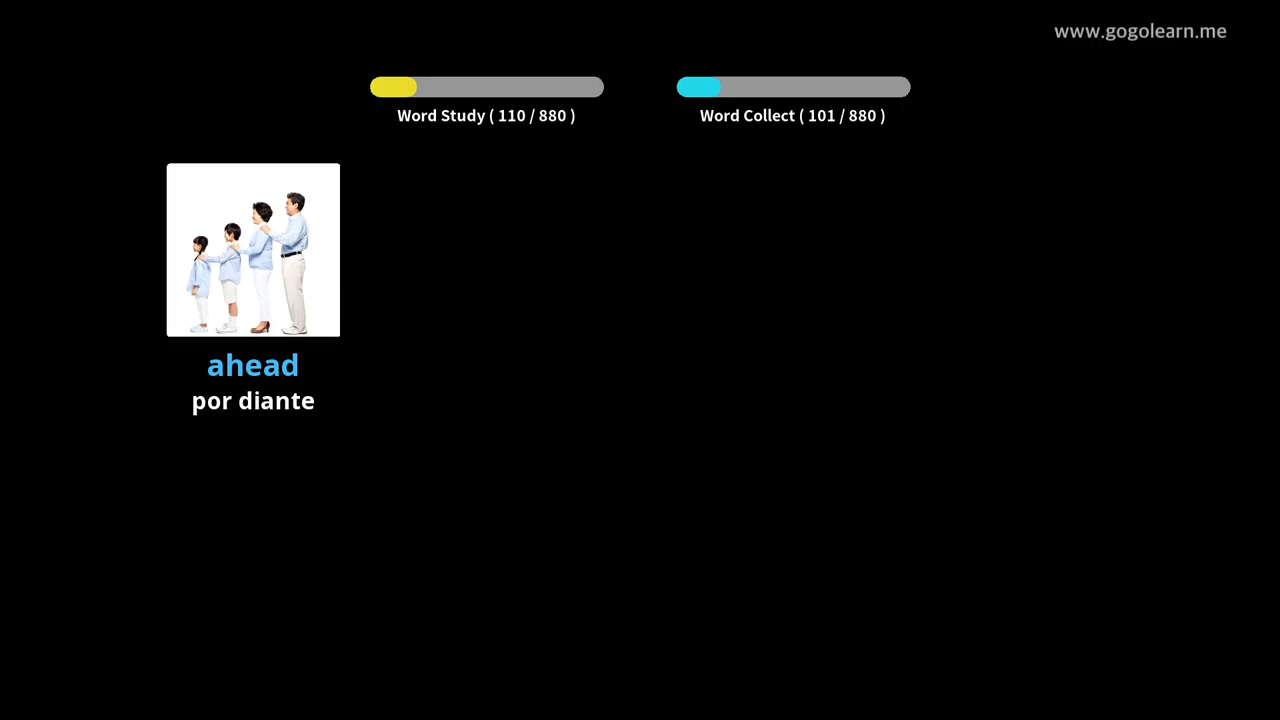 www.gogolearn.me
Word Study ( 110 / 880 )
Word Collect ( 101 / 880 )
ahead
por diante